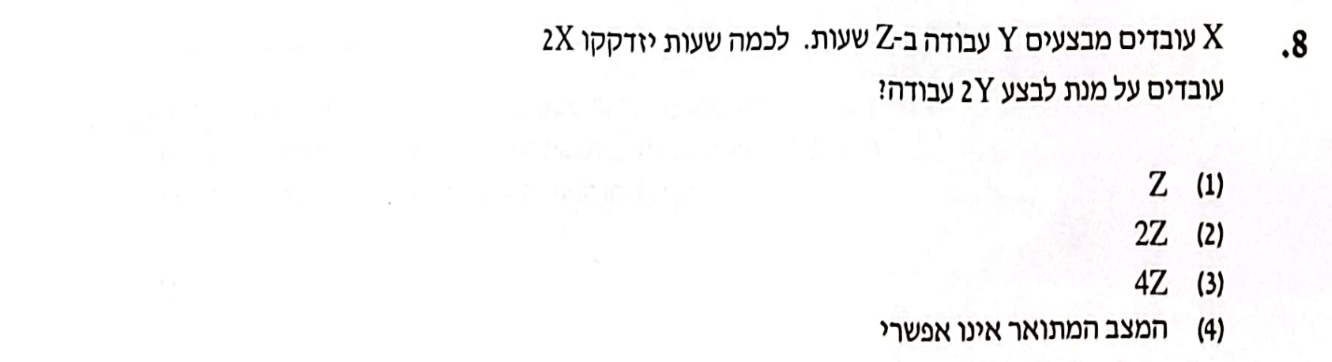 8. X עובדים מבצעים Y עבודה ב-Z שעות. לכמה שעות יזדקקו 2X
עובדים על מנת לבצע 2Y עבודה?
(1) Z
(2) 2Z
(3) 4Z
(4) המצב המתואר אינו אפשרי